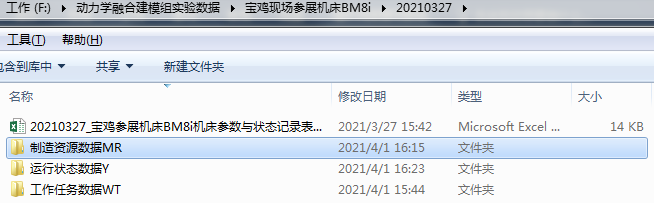 工作 (F:) ▸ 动力学融合建模组实验数据 ▸ 宝鸡现场参展机床BM8i ▸ 20210327 ▸
工具(T) 帮助(H)
包含到库中 ▼ 共享 ▼ 新建文件夹
名称 修改日期 类型 大小
20210327_宝鸡参展机床BM8i机床参数与状态记录表... 2021/3/27 15:42 Microsoft Excel ... 14 KB
制造资源数据MR 2021/4/1 16:15 文件夹
运行状态数据Y 2021/4/1 16:23 文件夹
工作任务数据WT 2021/4/1 15:44 文件夹